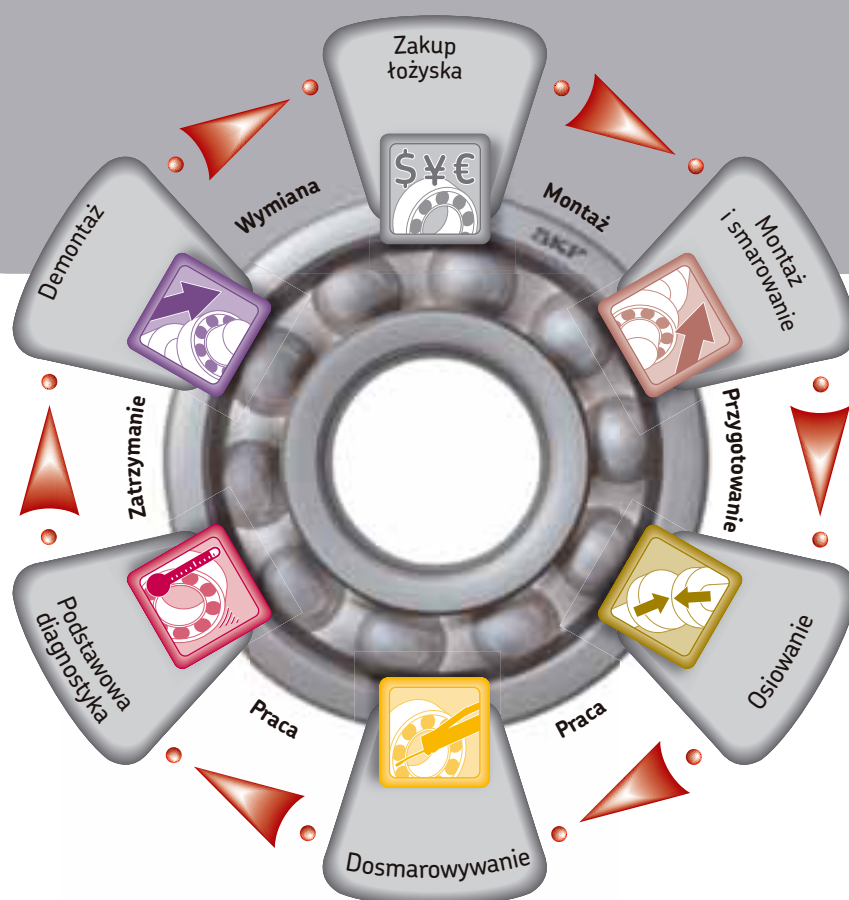 Zakup
łożyska
$ ¥ €
Montaż
SKF
Montaż
i smarowanie
Przygotowanie
Osiowanie
Praca
Dosmarowywanie
Praca
Podstawowa
diagnostyka
Zatrzymanie
Demontaż
Wymiana